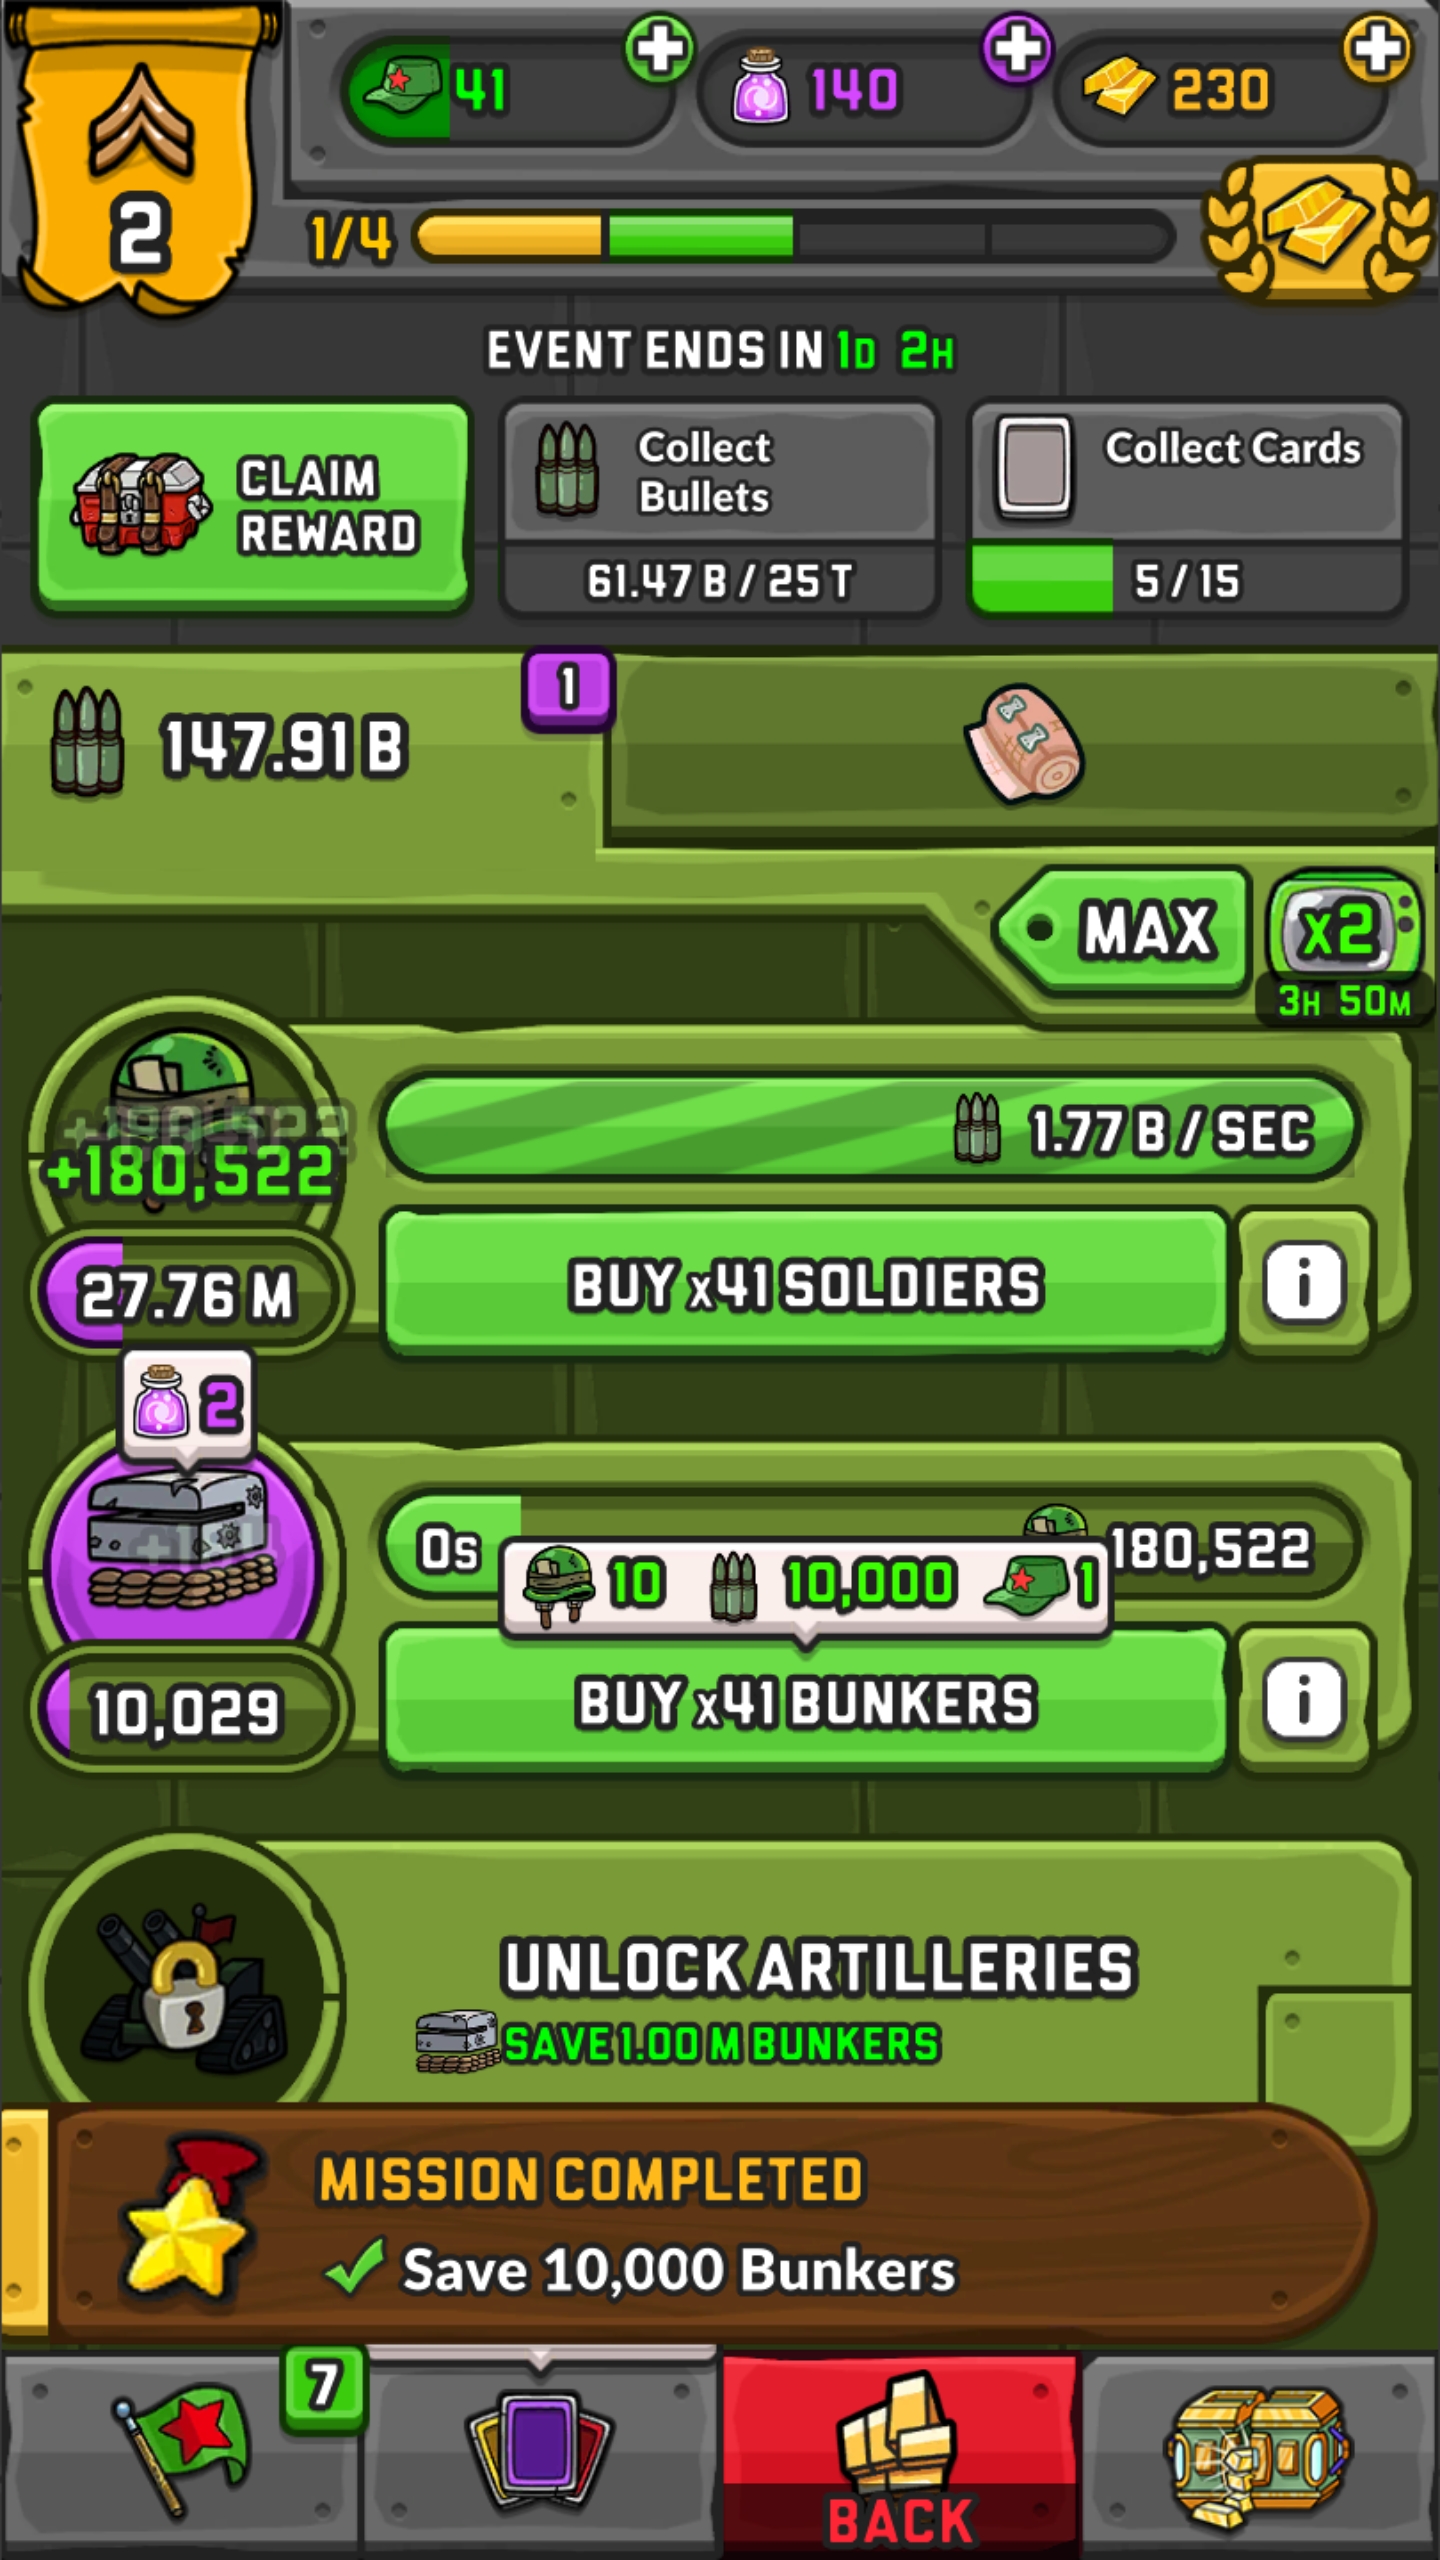 41
140
230
2
1/4
EVENT ENDS IN 1D 2H
CLAIM
REWARD
Collect
Bullets
61.47 B / 25 T
Collect Cards
5 / 15
147.91 B
1
MAX
x2
3H 50M
+180,522
1.77 B / SEC
27.76 M
BUY x41 SOLDIERS
2
0s
180,522
10 10,000 1
10,029
BUY x41 BUNKERS
UNLOCK ARTILLERIES
SAVE 1.00 M BUNKERS
MISSION COMPLETED
Save 10,000 Bunkers
7
BACK